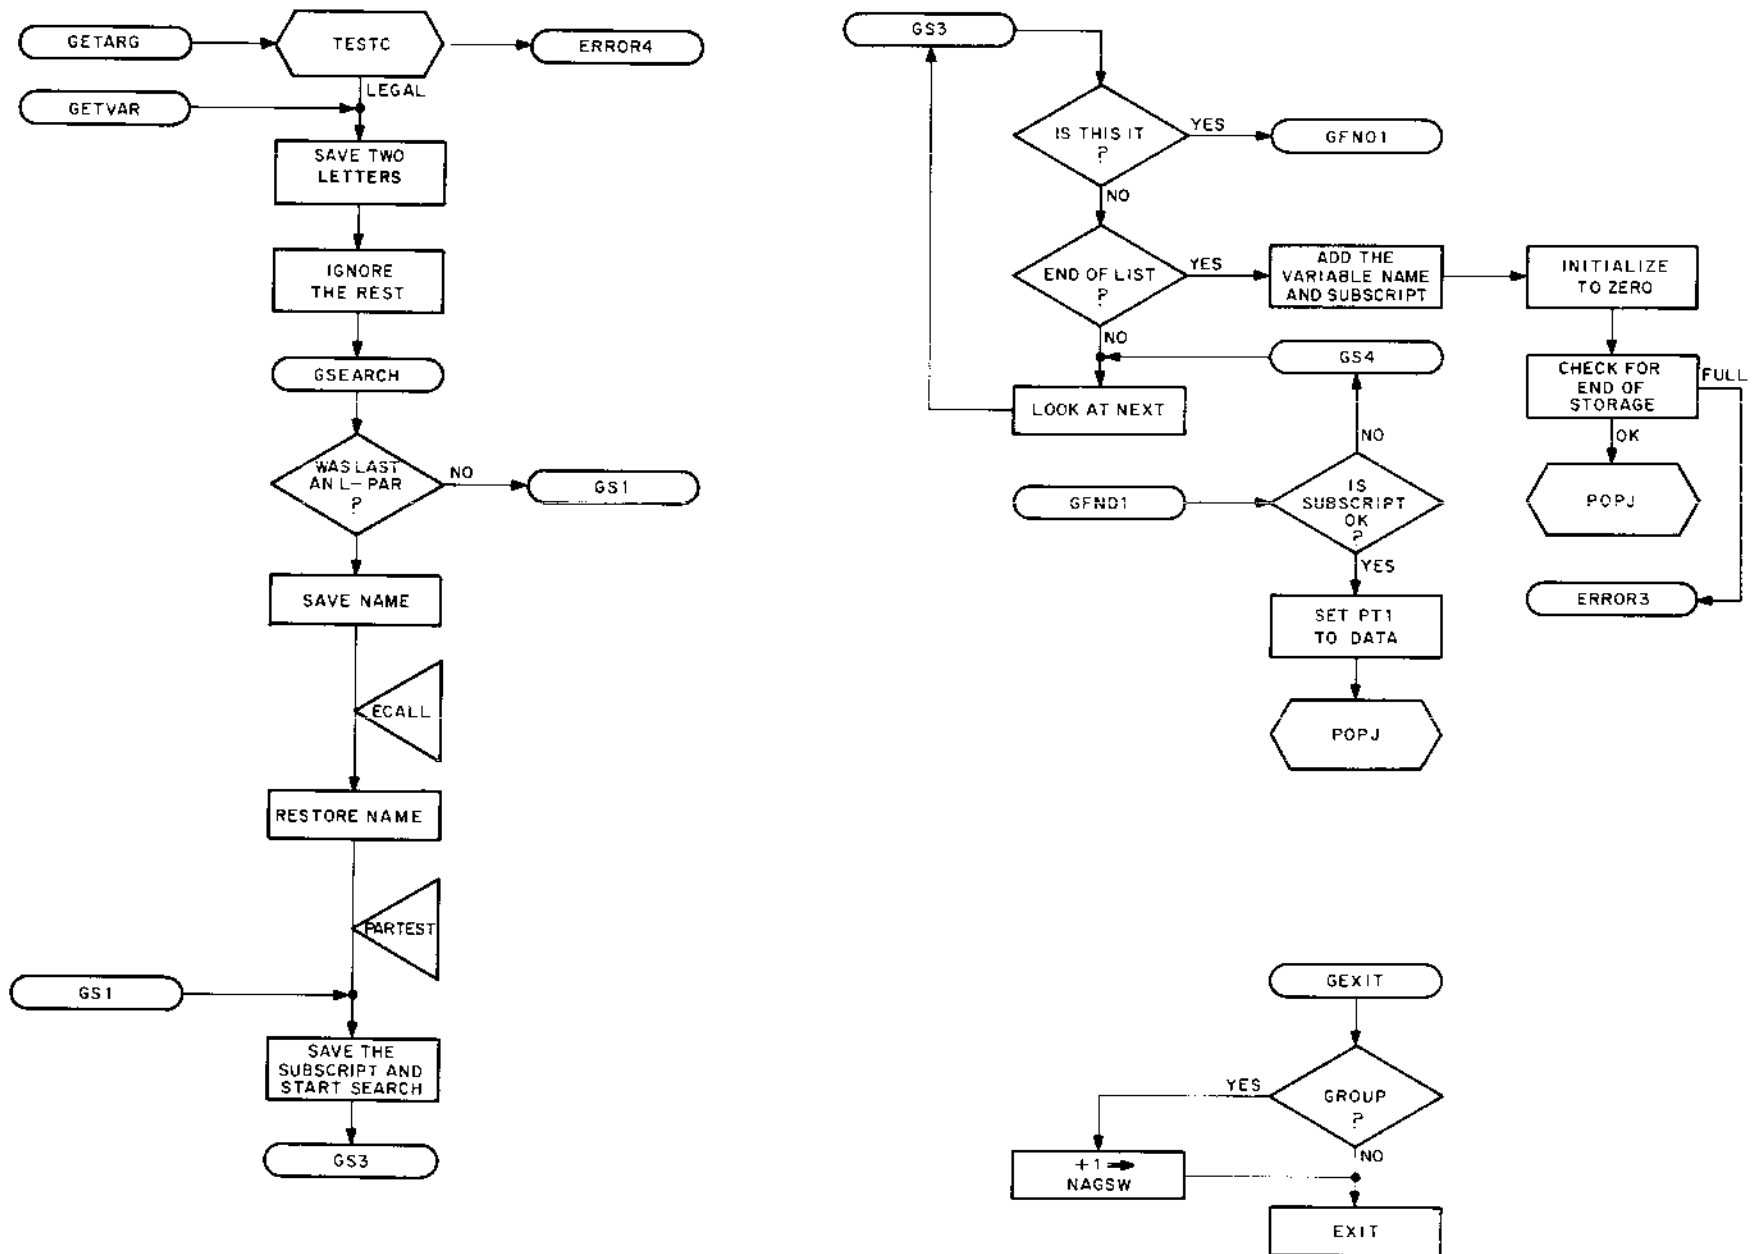 GETARG
TESTC
ERROR4
LEGAL
GETVAR
SAVE TWO
LETTERS
IGNORE
THE REST
GSEARCH
WAS LAST
AN L-PAR
?
NO
GS1
SAVE NAME
ECALL
RESTORE NAME
PARTEST
GS1
SAVE THE
SUBSCRIPT AND
START SEARCH
GS3
GS3
IS THIS IT
?
YES
GFND1
NO
END OF LIST
?
YES
ADD THE
VARIABLE NAME
AND SUBSCRIPT
INITIALIZE
TO ZERO
NO
GS4
LOOK AT NEXT
CHECK FOR
END OF
STORAGE
FULL
OK
POPJ
ERROR3
NO
GFND1
IS
SUBSCRIPT
OK
?
YES
SET PT1
TO DATA
POPJ
GEXIT
GROUP
?
YES
NO
+1 ➡
NAGSW
EXIT